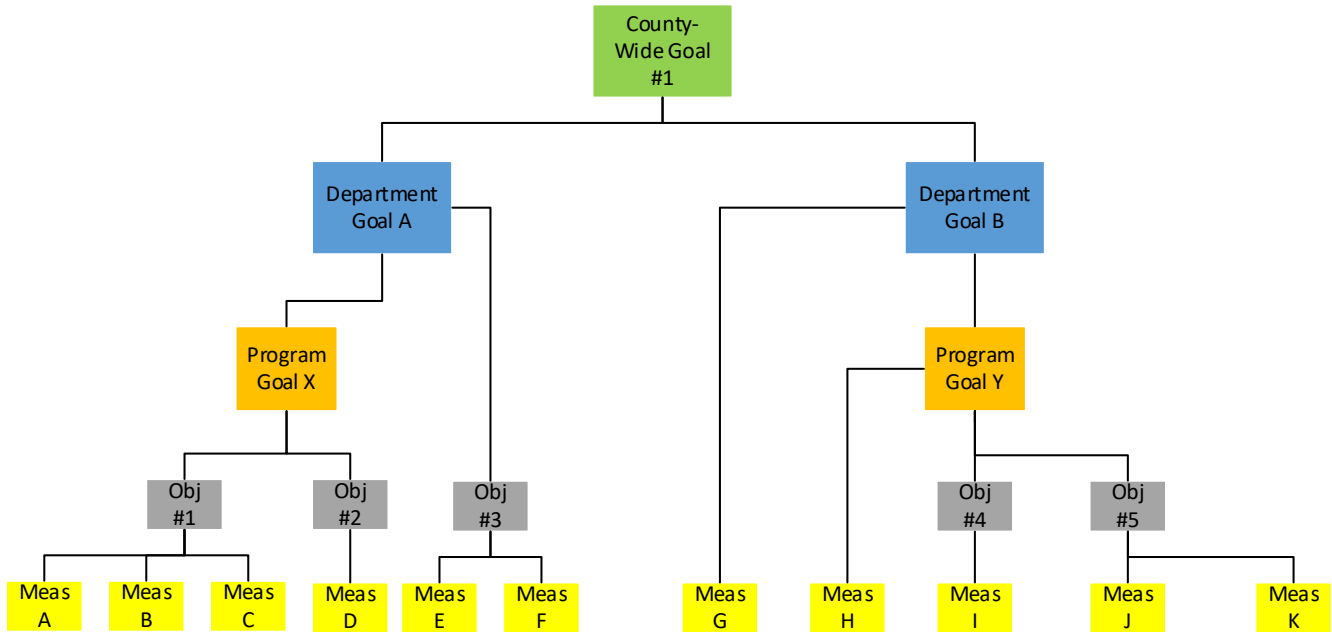 County-
Wide Goal
#1
Department
Goal A
Department
Goal B
Program
Goal X
Program
Goal Y
Obj
#1
Obj
#2
Obj
#3
Obj
#4
Obj
#5
Meas
A
Meas
B
Meas
C
Meas
D
Meas
E
Meas
F
Meas
G
Meas
H
Meas
I
Meas
J
Meas
K